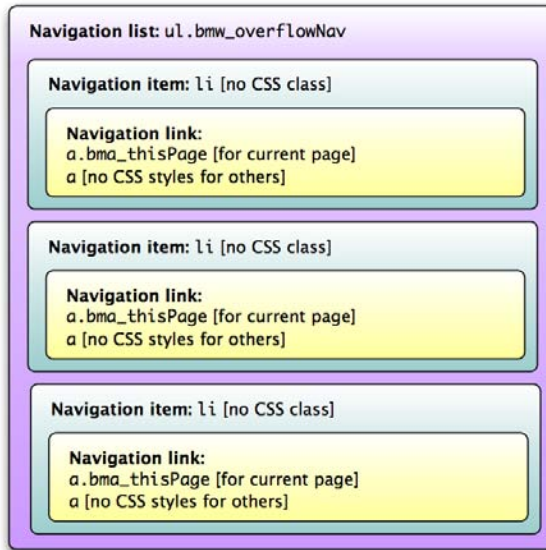 Navigation list: ul.bmw_overflowNav
Navigation item: li [no CSS class]
Navigation link:
a.bma_thisPage [for current page]
a [no CSS styles for others]
Navigation item: li [no CSS class]
Navigation link:
a.bma_thisPage [for current page]
a [no CSS styles for others]
Navigation item: li [no CSS class]
Navigation link:
a.bma_thisPage [for current page]
a [no CSS styles for others]